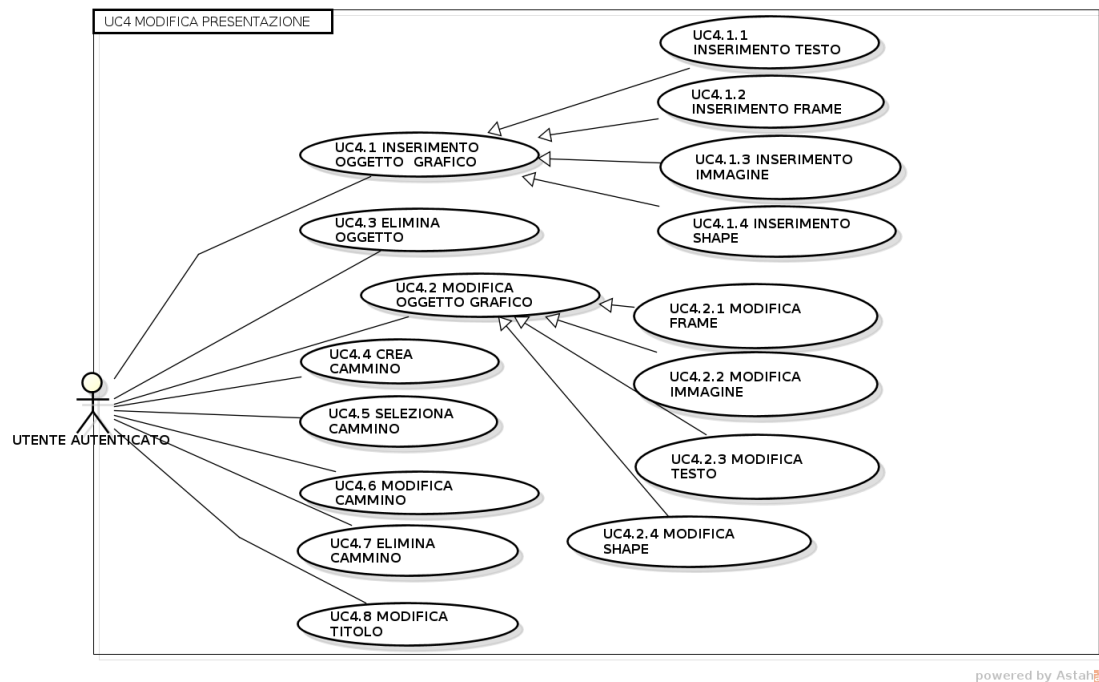 UC4 MODIFICA PRESENTAZIONE
UC4.1.1
INSERIMENTO TESTO
UC4.1.2
INSERIMENTO FRAME
UC4.1 INSERIMENTO
OGGETTO GRAFICO
UC4.1.3 INSERIMENTO
IMMAGINE
UC4.3 ELIMINA
OGGETTO
UC4.1.4 INSERIMENTO
SHAPE
UC4.2 MODIFICA
OGGETTO GRAFICO
UC4.2.1 MODIFICA
FRAME
UC4.4 CREA
CAMMINO
UC4.2.2 MODIFICA
IMMAGINE
UC4.5 SELEZIONA
CAMMINO
UTENTE AUTENTICATO
UC4.2.3 MODIFICA
TESTO
UC4.6 MODIFICA
CAMMINO
UC4.2.4 MODIFICA
SHAPE
UC4.7 ELIMINA
CAMMINO
UC4.8 MODIFICA
TITOLO
powered by Astah